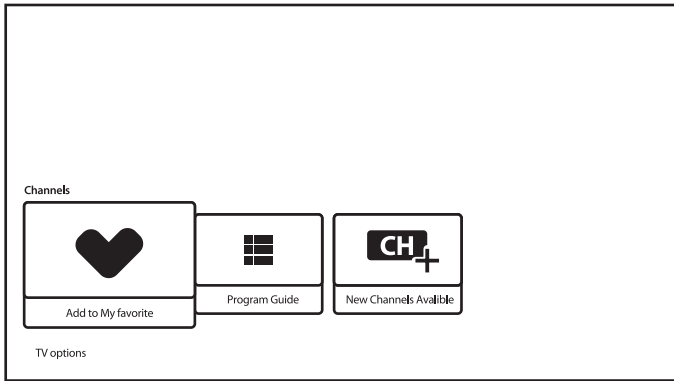 Channels
CH
Add to My favorite
Program Guide
New Channels Avalible
TV options